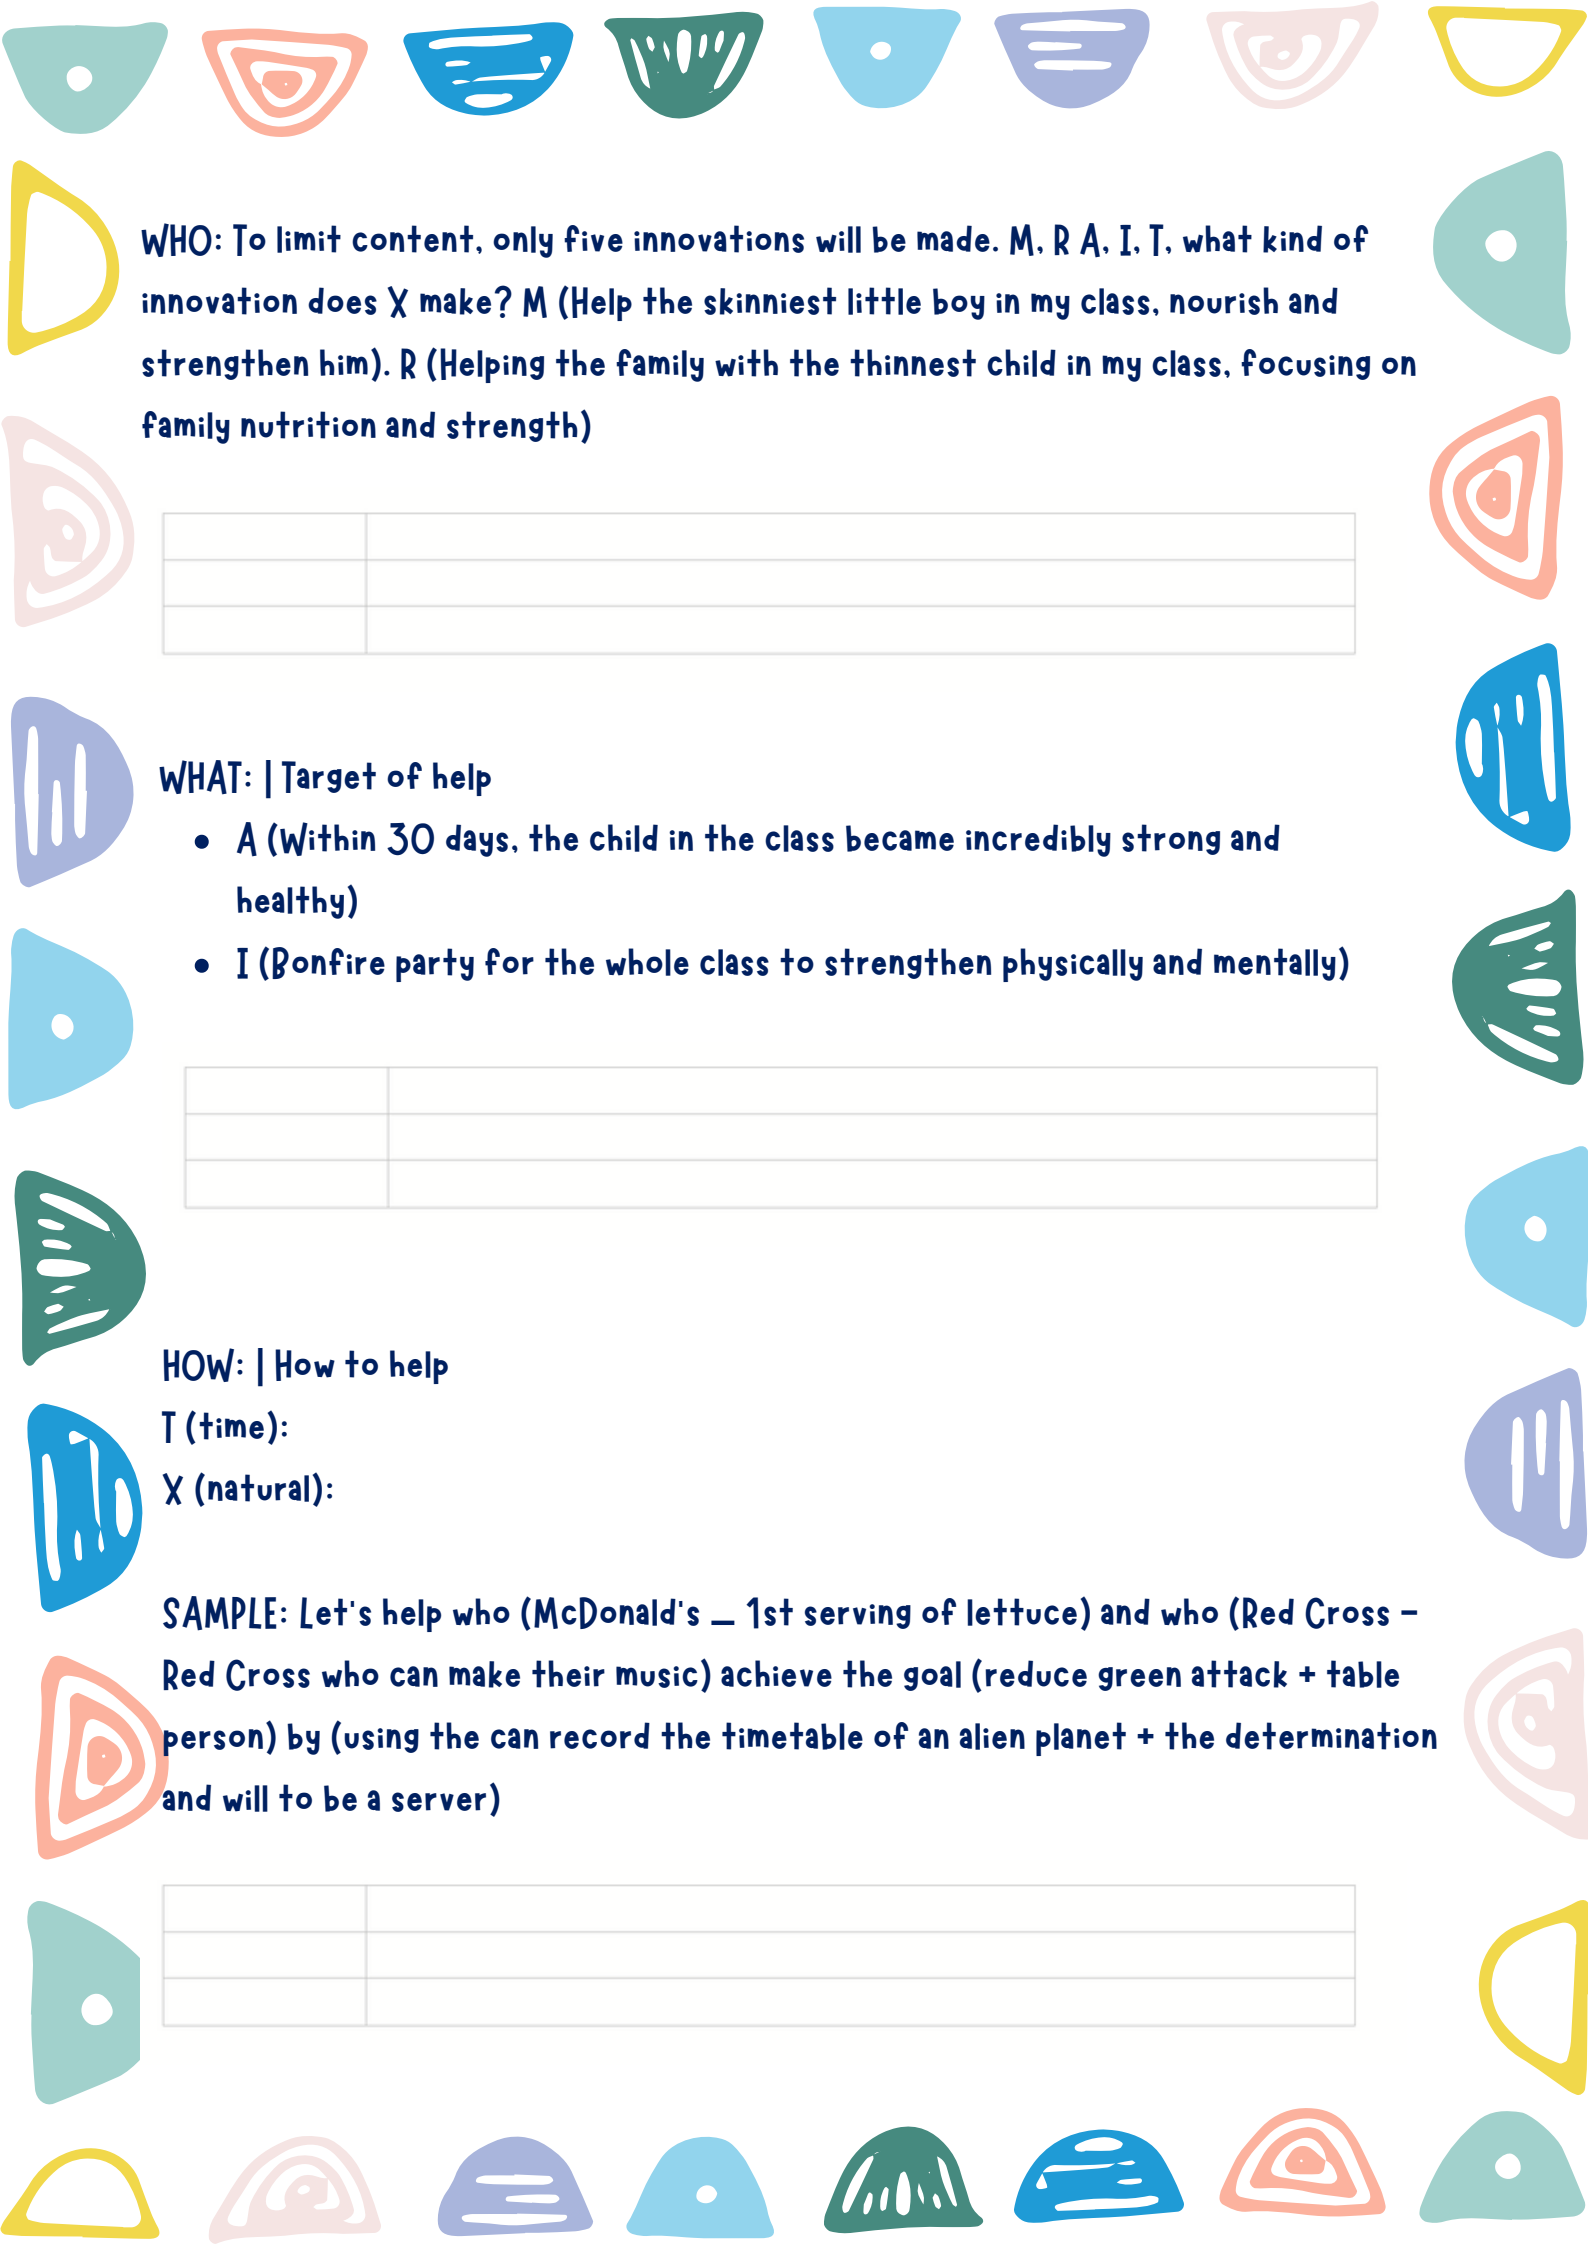 WHO: To limit content, only five innovations will be made. M, R A, I, T, what kind of
innovation does X make? M (Help the skinniest little boy in my class, nourish and
strengthen him). R (Helping the family with the thinnest child in my class, focusing on
family nutrition and strength)
WHAT: | Target of help
• A (Within 30 days, the child in the class became incredibly strong and
healthy)
• I (Bonfire party for the whole class to strengthen physically and mentally)
HOW: | How to help
T (time):
X (natural):
SAMPLE: Let's help who (McDonald's _ 1st serving of lettuce) and who (Red Cross –
Red Cross who can make their music) achieve the goal (reduce green attack + table
person) by (using the can record the timetable of an alien planet + the determination
and will to be a server)